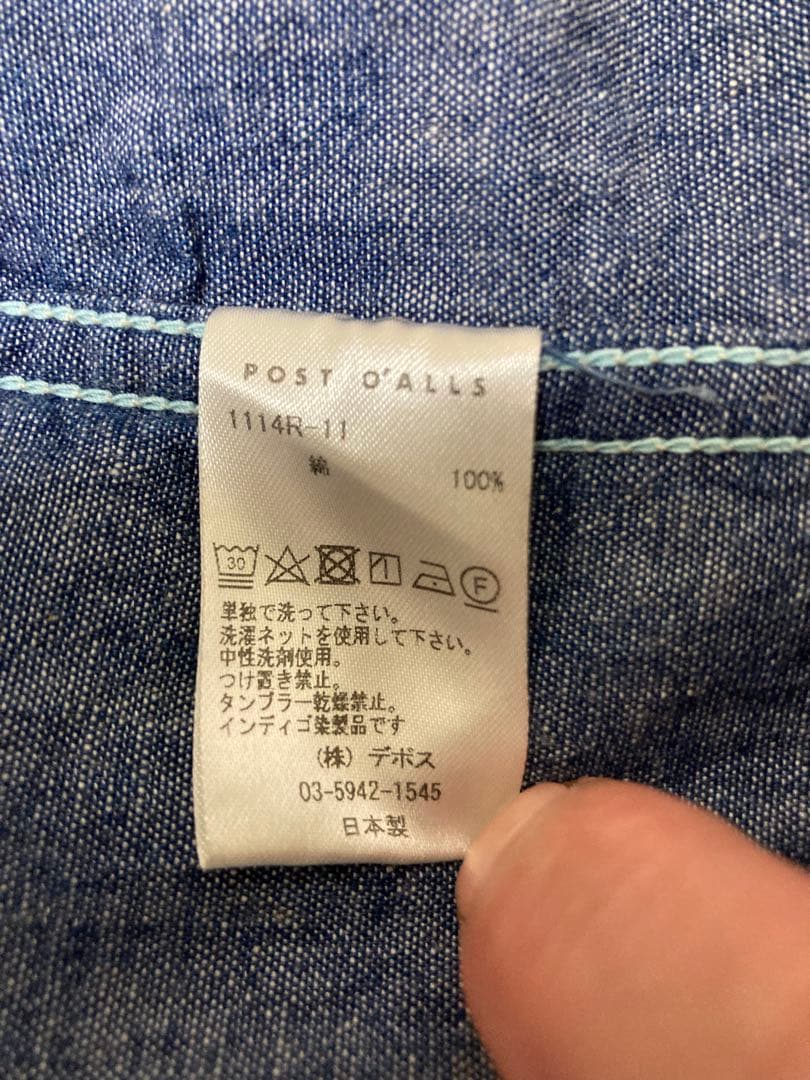 POST O'ALLS
1114R-11
綿 100%
30 F
単独で洗って下さい。
洗濯ネットを使用して下さい。
中性洗剤使用。
つけ置き禁止。
タンブラー乾燥禁止。
インディゴ染製品です
(株) デボス
03-5942-1545
日本製